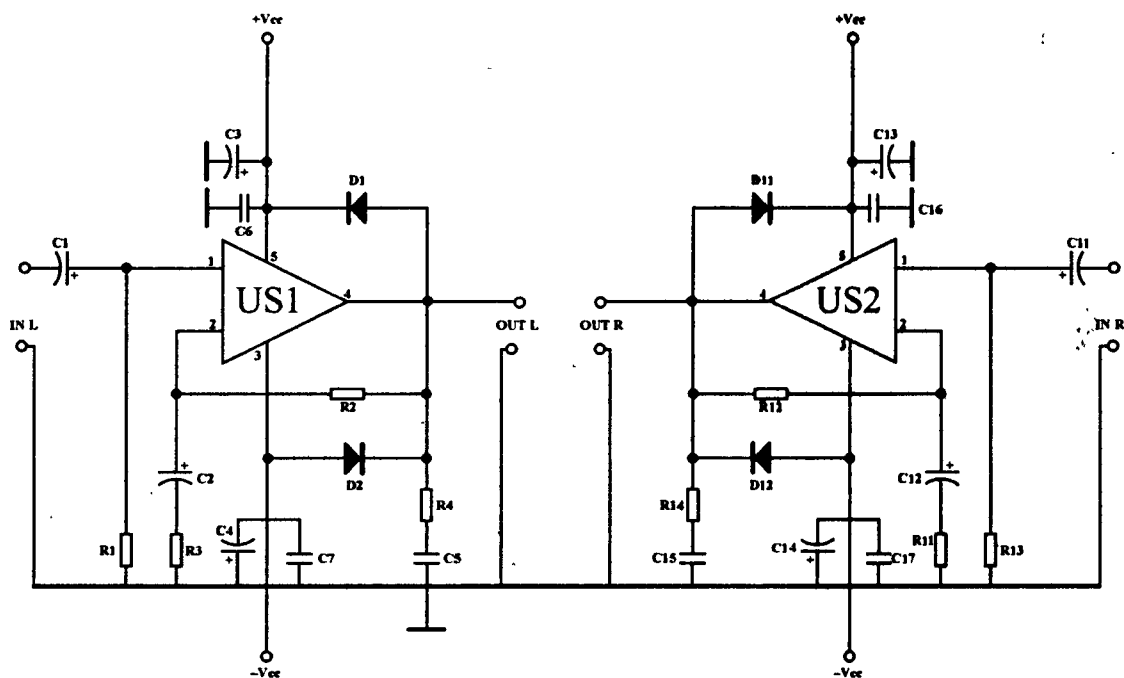 +Vcc +Vcc
C3 C13
D1 D11
C6 C16
C1 C11
1 5 5 1
US1 US2
4 4
2 2
3 3
IN L OUT L OUT R IN R
R2 R12
D2 D12
C2 C12
R4 R14
C4 C14
R1 R3 C7 C5 C15 C17 R11 R13
–Vcc –Vcc